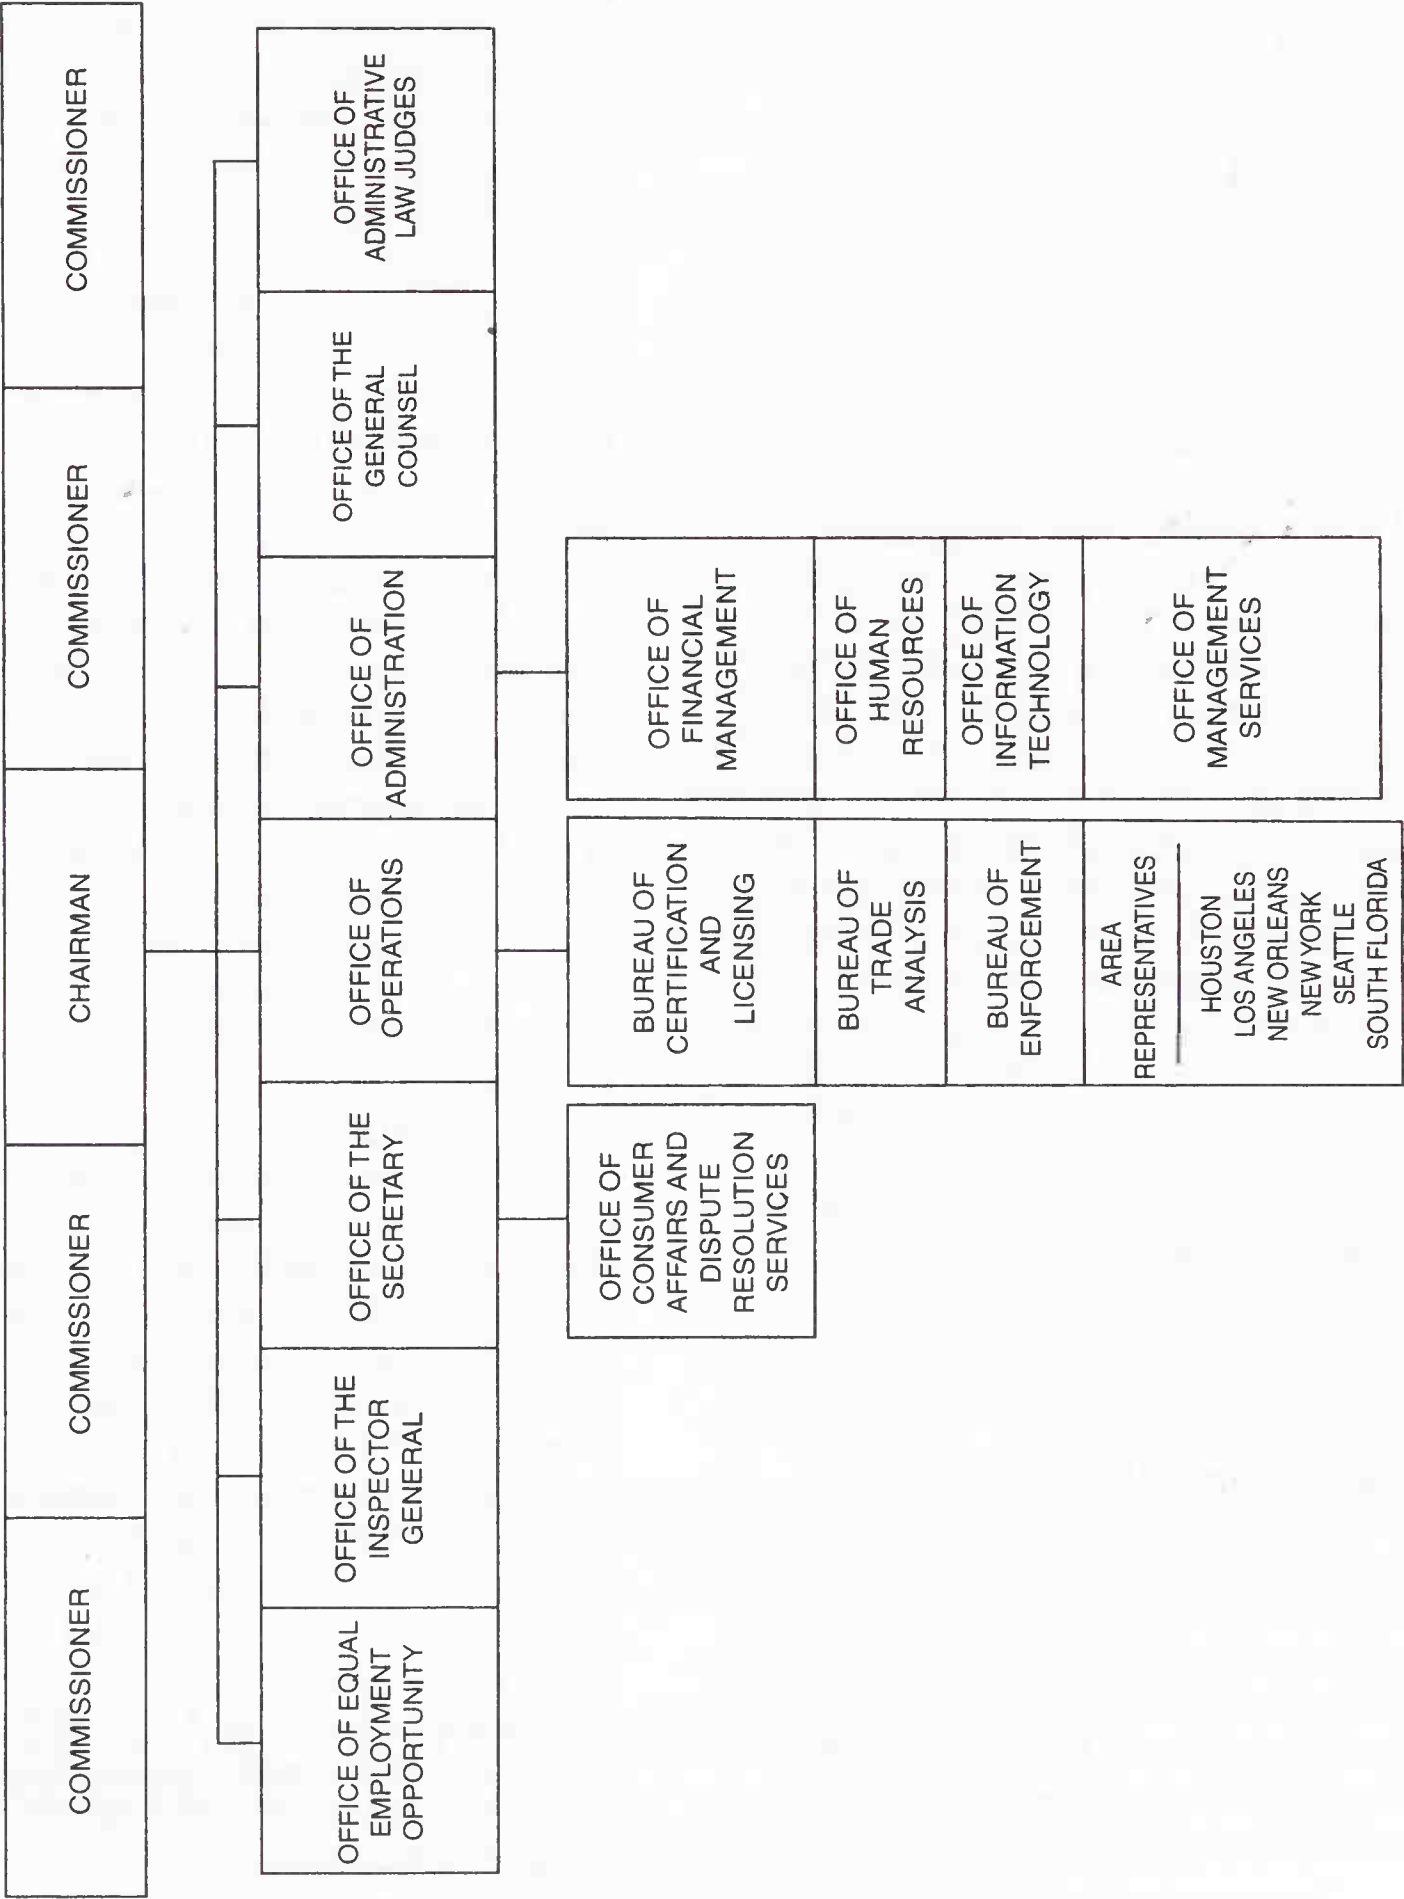 COMMISSIONER
COMMISSIONER
CHAIRMAN
COMMISSIONER
COMMISSIONER
OFFICE OF EQUAL
EMPLOYMENT
OPPORTUNITY
OFFICE OF THE
INSPECTOR
GENERAL
OFFICE OF THE
SECRETARY
OFFICE OF
OPERATIONS
OFFICE OF
ADMINISTRATION
OFFICE OF THE
GENERAL
COUNSEL
OFFICE OF
ADMINISTRATIVE
LAW JUDGES
OFFICE OF
CONSUMER
AFFAIRS AND
DISPUTE
RESOLUTION
SERVICES
BUREAU OF
CERTIFICATION
AND
LICENSING
BUREAU OF
TRADE
ANALYSIS
BUREAU OF
ENFORCEMENT
AREA
REPRESENTATIVES
HOUSTON
LOS ANGELES
NEW ORLEANS
NEW YORK
SEATTLE
SOUTH FLORIDA
OFFICE OF
FINANCIAL
MANAGEMENT
OFFICE OF
HUMAN
RESOURCES
OFFICE OF
INFORMATION
TECHNOLOGY
OFFICE OF
MANAGEMENT
SERVICES